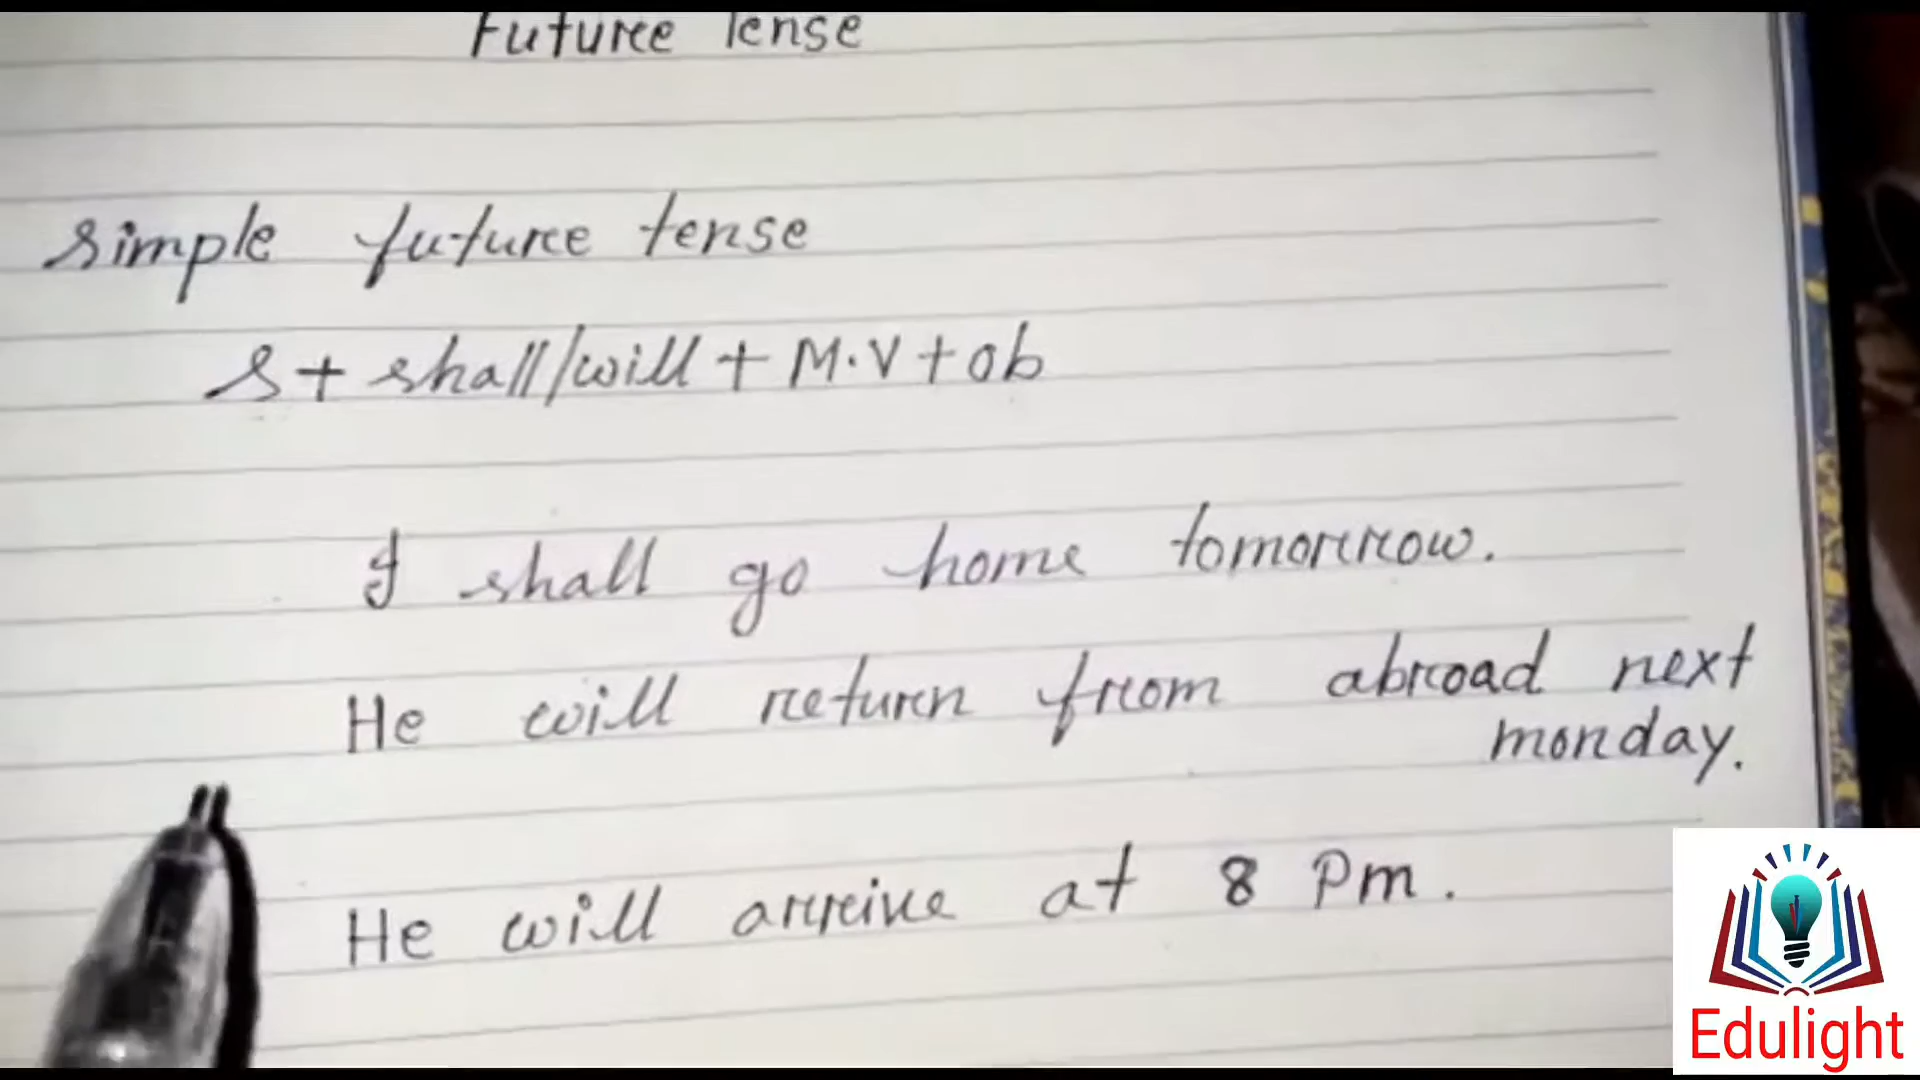 Future Tense
simple future tense
S + shall/will + M.V + ob
I shall go home tomorrow.
He will return from abroad next
monday.
He will arrive at 8 Pm.
Edulight